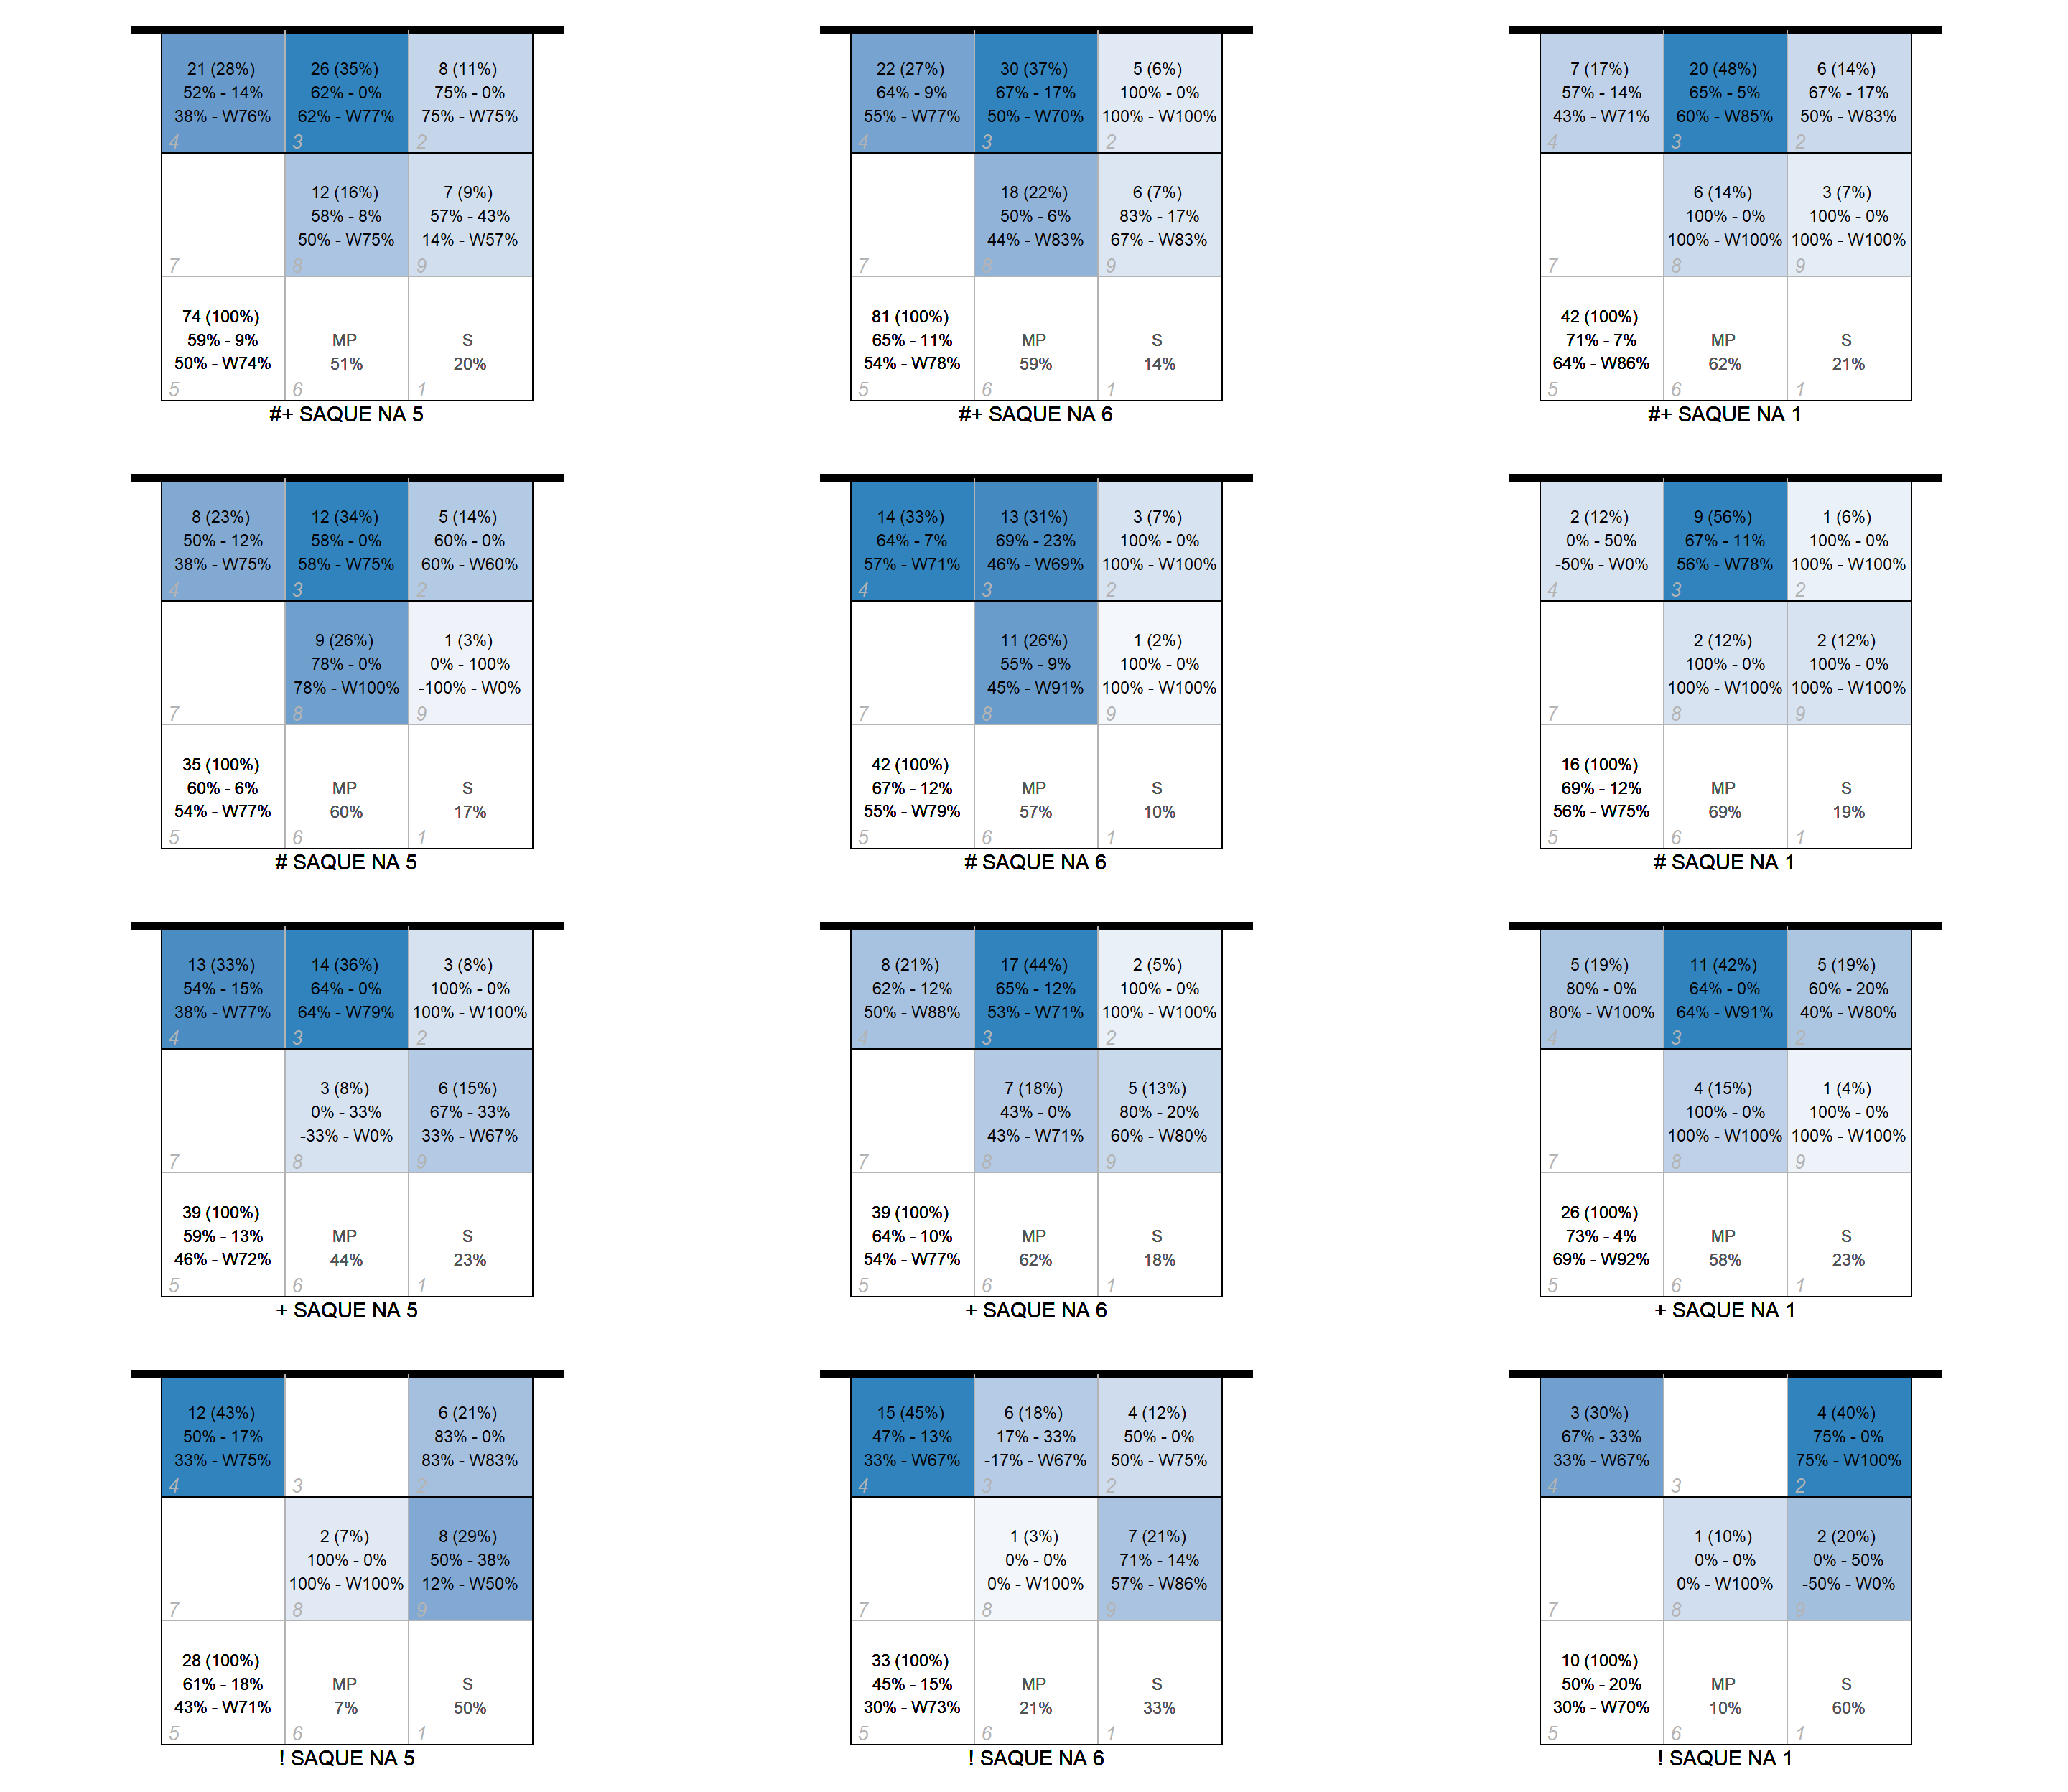 21 (28%)
52% - 14%
38% - W76%
4
26 (35%)
62% - 0%
62% - W77%
3
8 (11%)
75% - 0%
75% - W75%
2
7
12 (16%)
58% - 8%
50% - W75%
8
7 (9%)
57% - 43%
14% - W57%
9
74 (100%)
59% - 9%
50% - W74%
5
MP
51%
6
S
20%
1
#+ SAQUE NA 5
22 (27%)
64% - 9%
55% - W77%
4
30 (37%)
67% - 17%
50% - W70%
3
5 (6%)
100% - 0%
100% - W100%
2
7
18 (22%)
50% - 6%
44% - W83%
8
6 (7%)
83% - 17%
67% - W83%
9
81 (100%)
65% - 11%
54% - W78%
5
MP
59%
6
S
14%
1
#+ SAQUE NA 6
7 (17%)
57% - 14%
43% - W71%
4
20 (48%)
65% - 5%
60% - W85%
3
6 (14%)
67% - 17%
50% - W83%
2
7
6 (14%)
100% - 0%
100% - W100%
8
3 (7%)
100% - 0%
100% - W100%
9
42 (100%)
71% - 7%
64% - W86%
5
MP
62%
6
S
21%
1
#+ SAQUE NA 1
8 (23%)
50% - 12%
38% - W75%
4
12 (34%)
58% - 0%
58% - W75%
3
5 (14%)
60% - 0%
60% - W60%
2
7
9 (26%)
78% - 0%
78% - W100%
8
1 (3%)
0% - 100%
-100% - W0%
9
35 (100%)
60% - 6%
54% - W77%
5
MP
60%
6
S
17%
1
# SAQUE NA 5
14 (33%)
64% - 7%
57% - W71%
4
13 (31%)
69% - 23%
46% - W69%
3
3 (7%)
100% - 0%
100% - W100%
2
7
11 (26%)
55% - 9%
45% - W91%
8
1 (2%)
100% - 0%
100% - W100%
9
42 (100%)
67% - 12%
55% - W79%
5
MP
57%
6
S
10%
1
# SAQUE NA 6
2 (12%)
0% - 50%
-50% - W0%
4
9 (56%)
67% - 11%
56% - W78%
3
1 (6%)
100% - 0%
100% - W100%
2
7
2 (12%)
100% - 0%
100% - W100%
8
2 (12%)
100% - 0%
100% - W100%
9
16 (100%)
69% - 12%
56% - W75%
5
MP
69%
6
S
19%
1
# SAQUE NA 1
13 (33%)
54% - 15%
38% - W77%
4
14 (36%)
64% - 0%
64% - W79%
3
3 (8%)
100% - 0%
100% - W100%
2
7
3 (8%)
0% - 33%
-33% - W0%
8
6 (15%)
67% - 33%
33% - W67%
9
39 (100%)
59% - 13%
46% - W72%
5
MP
44%
6
S
23%
1
+ SAQUE NA 5
8 (21%)
62% - 12%
50% - W88%
4
17 (44%)
65% - 12%
53% - W71%
3
2 (5%)
100% - 0%
100% - W100%
2
7
7 (18%)
43% - 0%
43% - W71%
8
5 (13%)
80% - 20%
60% - W80%
9
39 (100%)
64% - 10%
54% - W77%
5
MP
62%
6
S
18%
1
+ SAQUE NA 6
5 (19%)
80% - 0%
80% - W100%
4
11 (42%)
64% - 0%
64% - W91%
3
5 (19%)
60% - 20%
40% - W80%
2
7
4 (15%)
100% - 0%
100% - W100%
8
1 (4%)
100% - 0%
100% - W100%
9
26 (100%)
73% - 4%
69% - W92%
5
MP
58%
6
S
23%
1
+ SAQUE NA 1
12 (43%)
50% - 17%
33% - W75%
4
3
6 (21%)
83% - 0%
83% - W83%
2
7
2 (7%)
100% - 0%
100% - W100%
8
8 (29%)
50% - 38%
12% - W50%
9
28 (100%)
61% - 18%
43% - W71%
5
MP
7%
6
S
50%
1
! SAQUE NA 5
15 (45%)
47% - 13%
33% - W67%
4
6 (18%)
17% - 33%
-17% - W67%
3
4 (12%)
50% - 0%
50% - W75%
2
7
1 (3%)
0% - 0%
0% - W100%
8
7 (21%)
71% - 14%
57% - W86%
9
33 (100%)
45% - 15%
30% - W73%
5
MP
21%
6
S
33%
1
! SAQUE NA 6
3 (30%)
67% - 33%
33% - W67%
4
3
4 (40%)
75% - 0%
75% - W100%
2
7
1 (10%)
0% - 0%
0% - W100%
8
2 (20%)
0% - 50%
-50% - W0%
9
10 (100%)
50% - 20%
30% - W70%
5
MP
10%
6
S
60%
1
! SAQUE NA 1